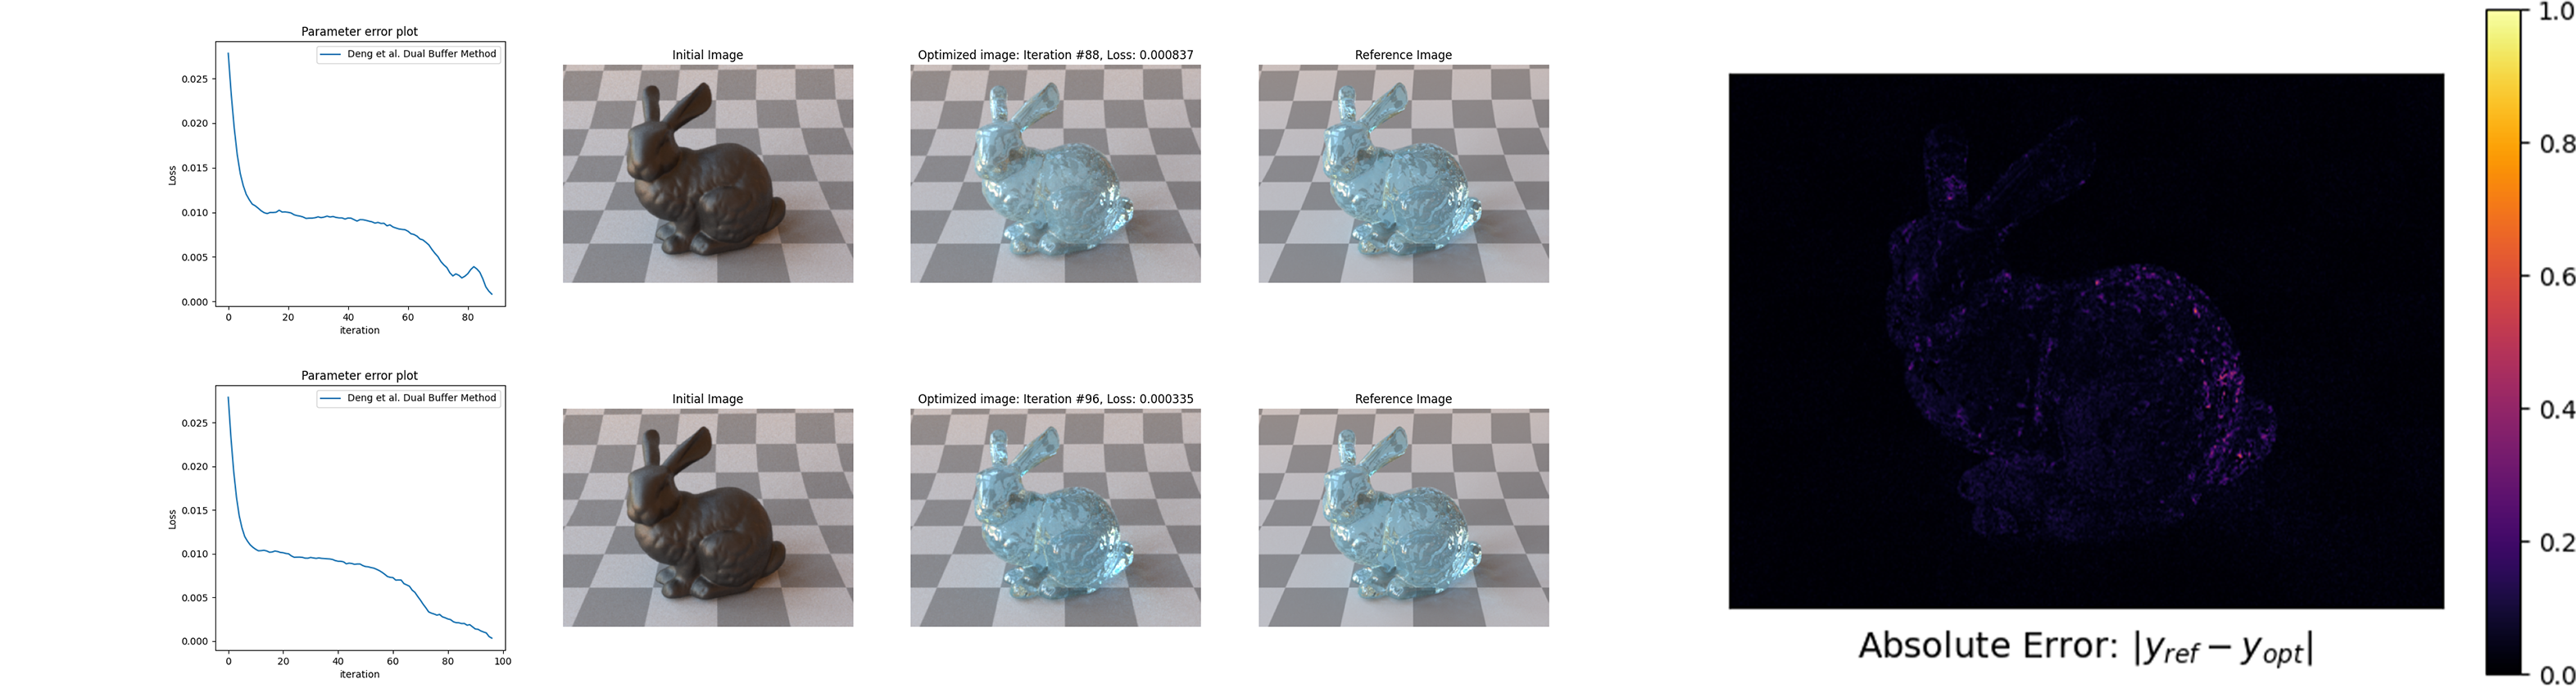 Parameter error plot
Deng et al. Dual Buffer Method
Loss
0.025
0.020
0.015
0.010
0.005
0.000
0 20 40 60 80
iteration
Initial Image
Optimized image: Iteration #88, Loss: 0.000837
Reference Image
Parameter error plot
Deng et al. Dual Buffer Method
Loss
0.025
0.020
0.015
0.010
0.005
0.000
0 20 40 60 80 100
iteration
Initial Image
Optimized image: Iteration #96, Loss: 0.000335
Reference Image
1.0
0.8
0.6
0.4
0.2
0.0
Absolute Error: |y_ref − y_opt|